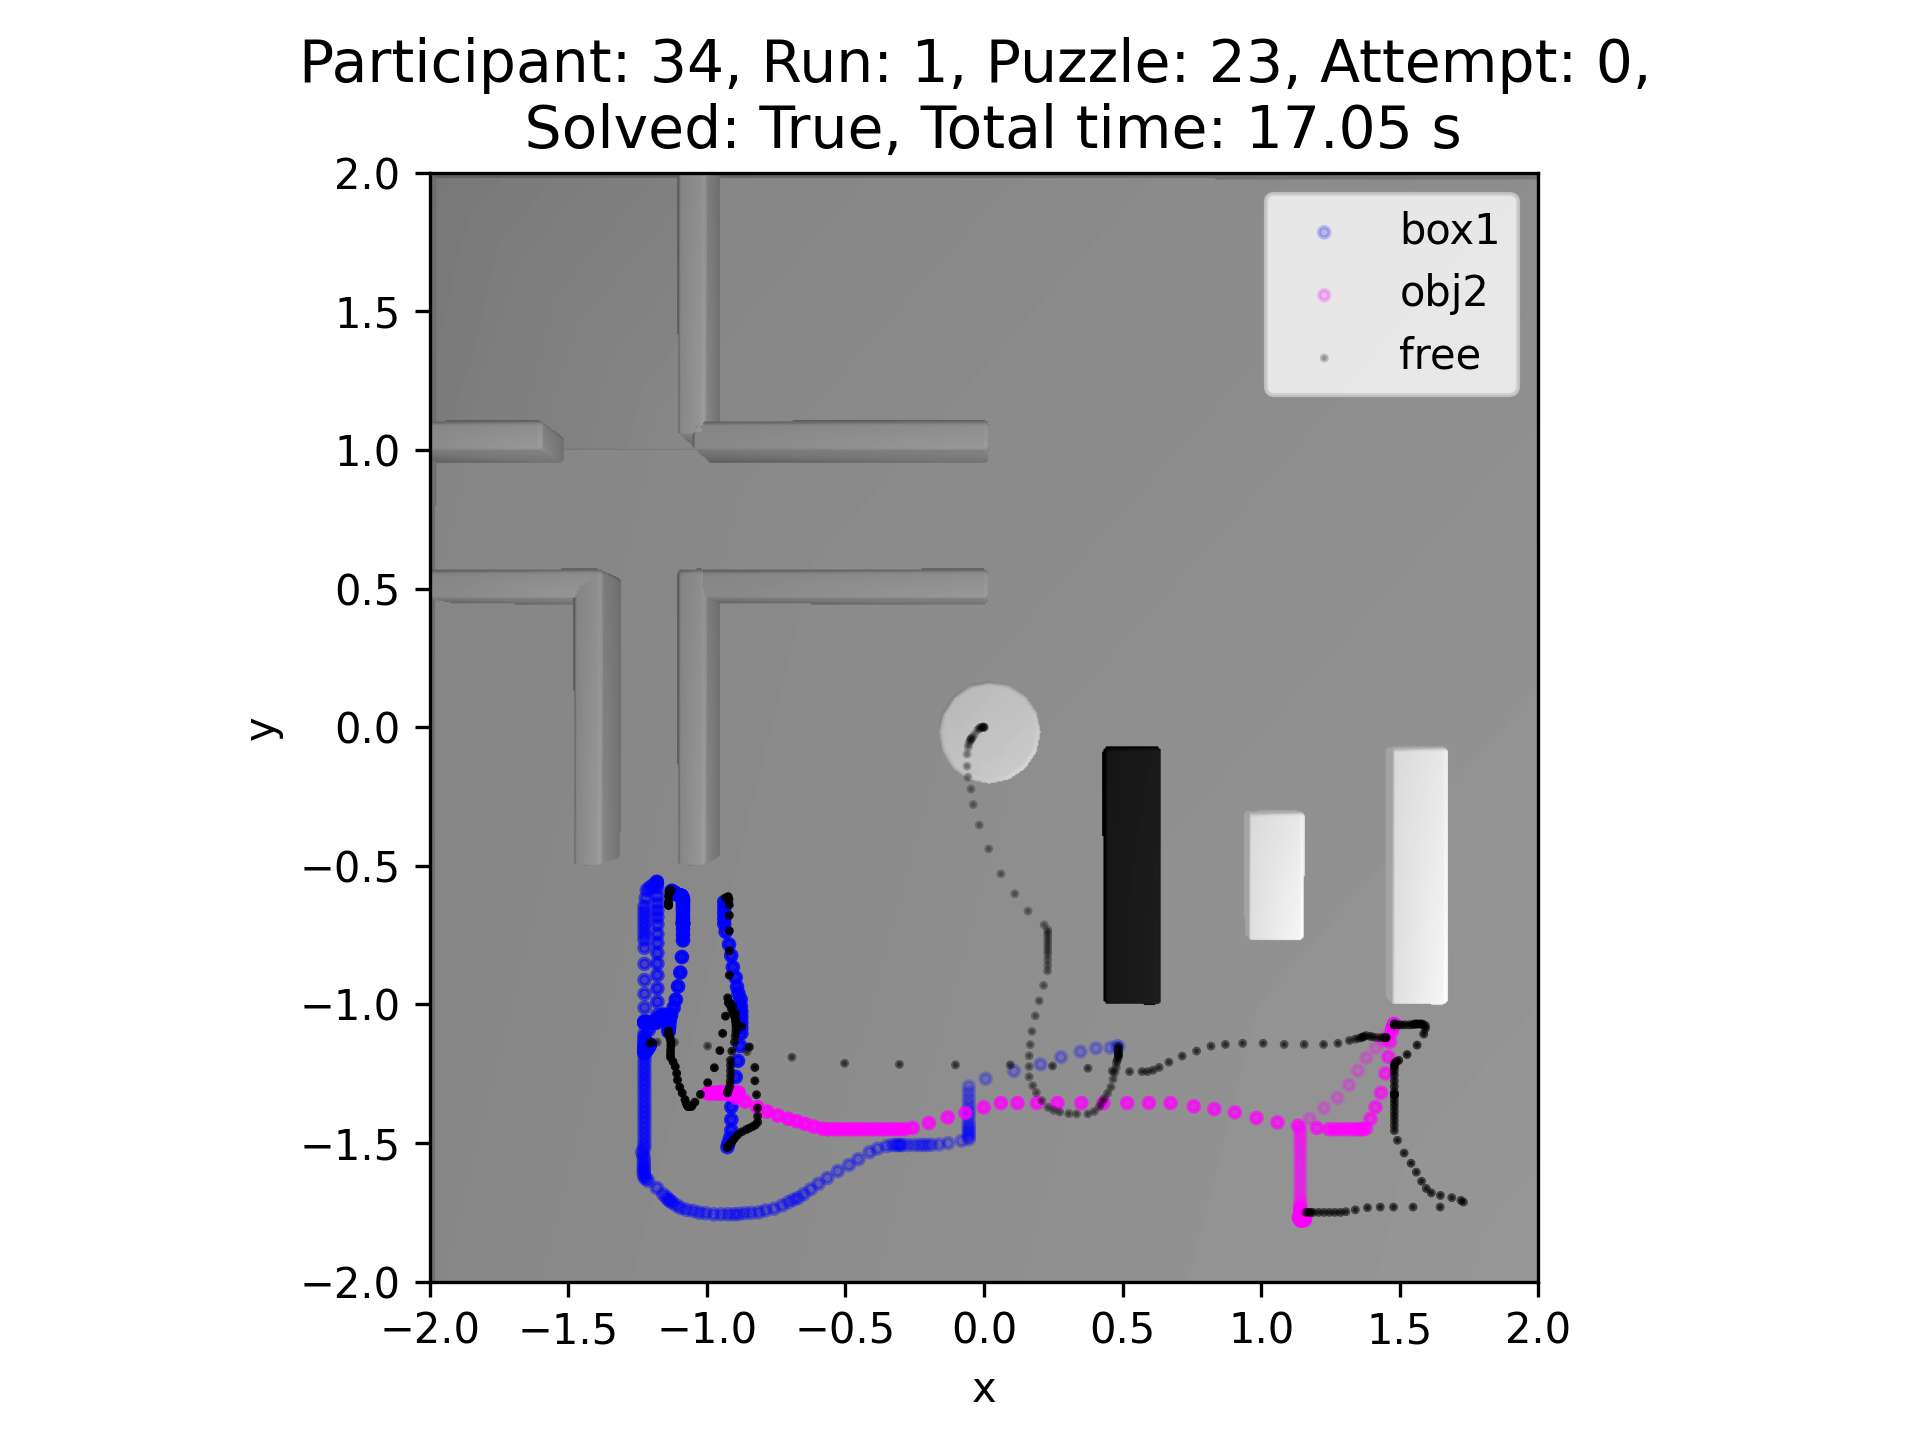 Participant: 34, Run: 1, Puzzle: 23, Attempt: 0,
Solved: True, Total time: 17.05 s
box1
obj2
free
2.0
1.5
1.0
0.5
0.0
−0.5
−1.0
−1.5
−2.0
y
−2.0 −1.5 −1.0 −0.5 0.0 0.5 1.0 1.5 2.0
x